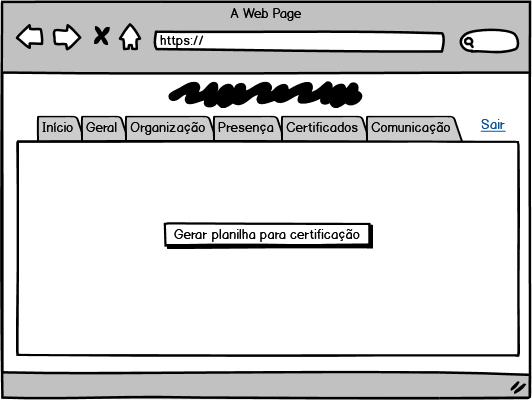 A Web Page
https://
Início Geral Organização Presença Certificados Comunicação Sair
Gerar planilha para certificação